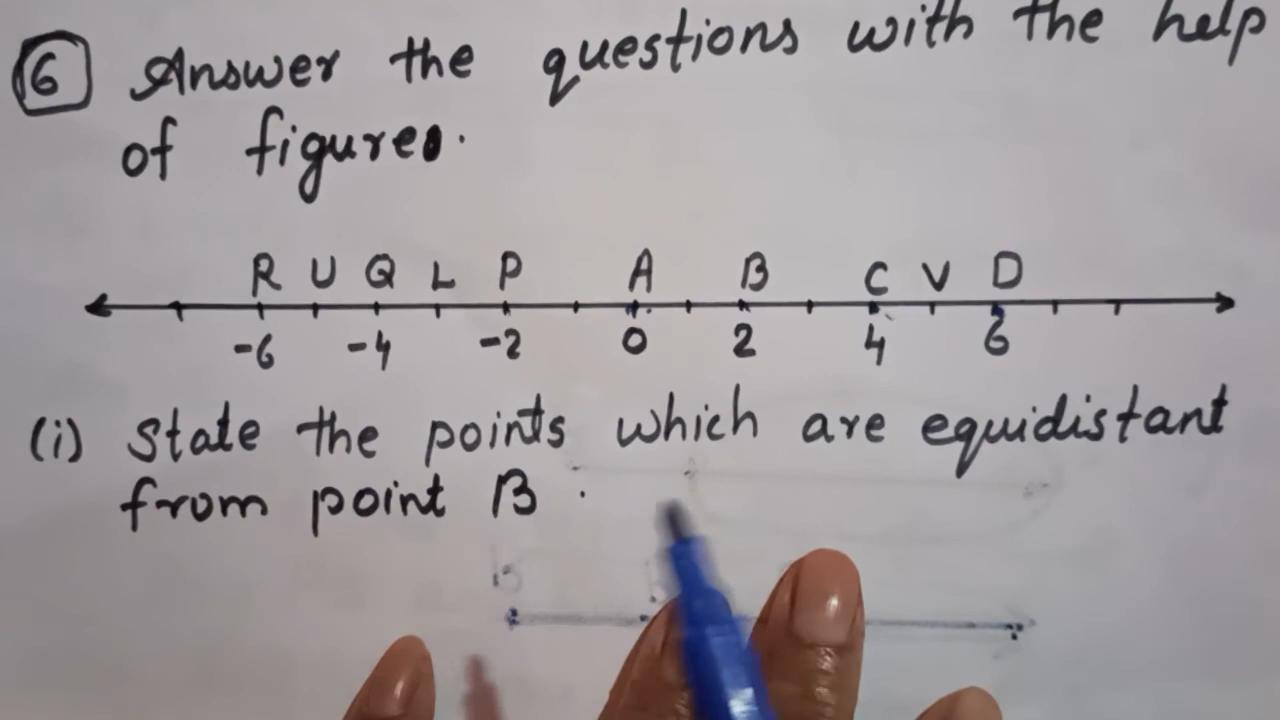 6 Answer the questions with the help
of figure.
R U Q L P A B C V D
-6 -4 -2 0 2 4 6
(i) State the points which are equidistant
from point B.